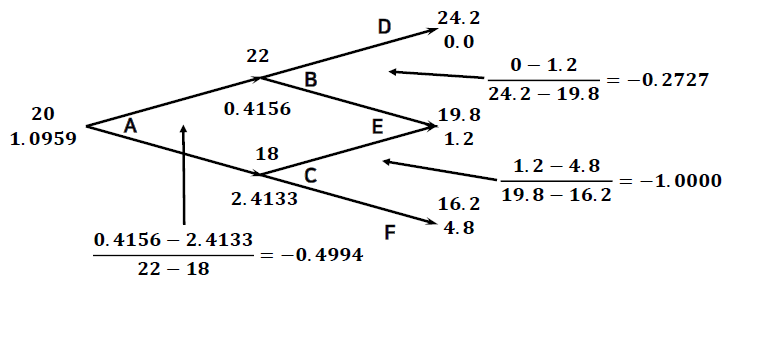 D
24.2
0.0
22
B
0.4156
0 − 1.2
24.2 − 19.8
= −0.2727
20
1.0959
A
E
19.8
1.2
18
C
2.4133
1.2 − 4.8
19.8 − 16.2
= −1.0000
16.2
4.8
F
0.4156 − 2.4133
22 − 18
= −0.4994